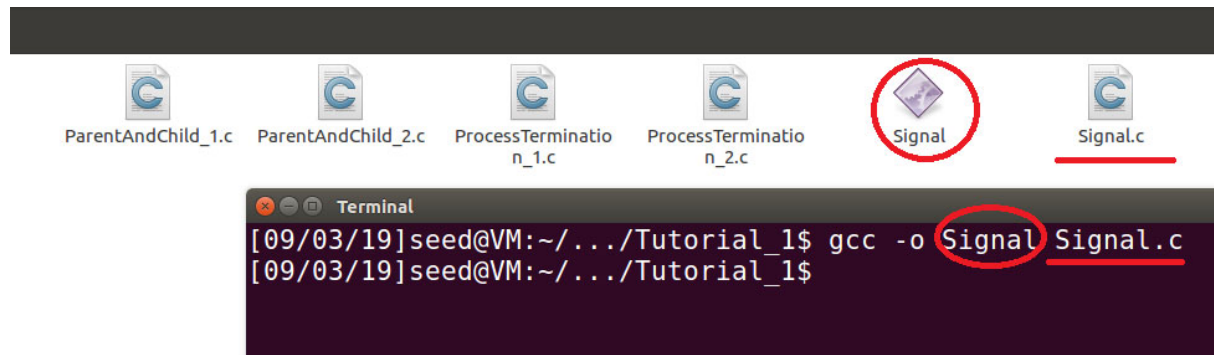 ParentAndChild_1.c ParentAndChild_2.c ProcessTerminatio ProcessTerminatio Signal Signal.c
n_1.c n_2.c
Terminal
[09/03/19]seed@VM:~/.../Tutorial_1$ gcc -o Signal Signal.c
[09/03/19]seed@VM:~/.../Tutorial_1$